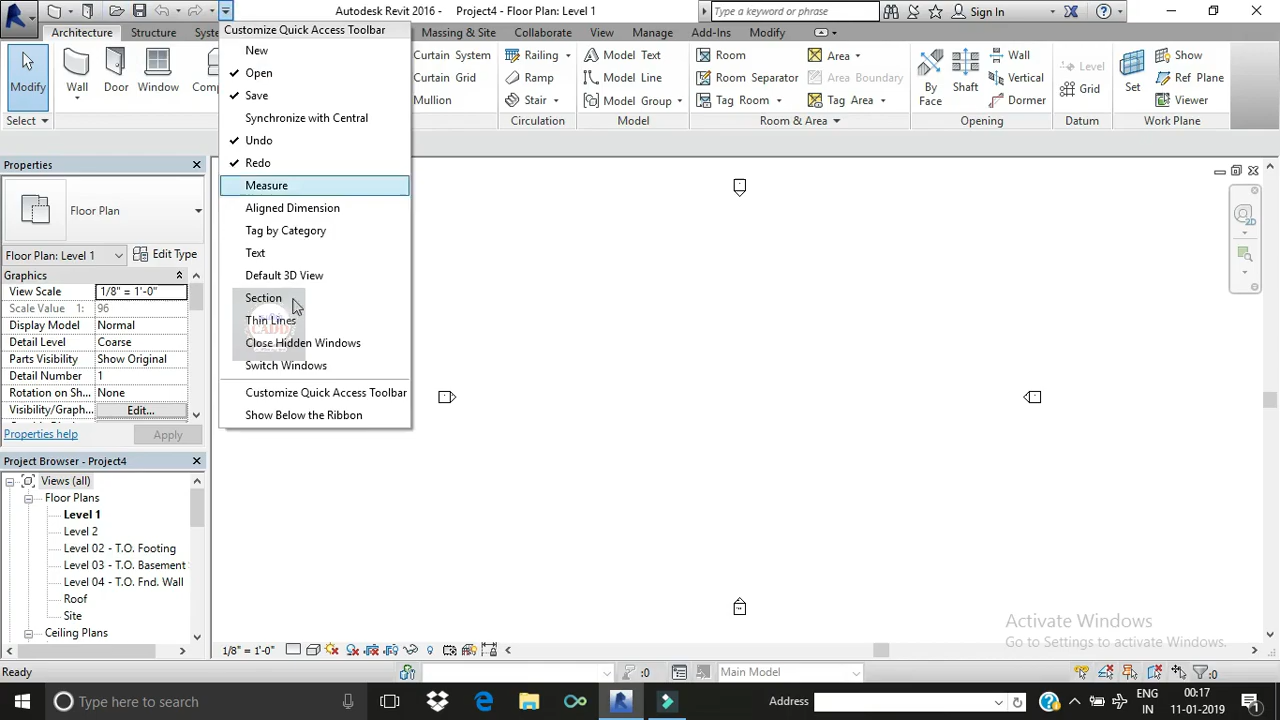 Autodesk Revit 2016 -    Project4 - Floor Plan: Level 1
Type a keyword or phrase
Sign In
Architecture
Structure
Massing & Site
Collaborate
View
Manage
Add-Ins
Modify
Modify
Wall
Door
Window
Curtain System
Curtain Grid
Mullion
Railing
Ramp
Stair
Model Text
Model Line
Model Group
Room
Room Separator
Tag Room
Area
Area Boundary
Tag Area
By Face
Shaft
Wall
Vertical
Dormer
Level
Grid
Set
Show
Ref Plane
Viewer
Select
Circulation
Model
Room & Area
Opening
Datum
Work Plane
Customize Quick Access Toolbar
New
Open
Save
Synchronize with Central
Undo
Redo
Measure
Aligned Dimension
Tag by Category
Text
Default 3D View
Section
Thin Lines
CADD
Close Hidden Windows
Switch Windows
Customize Quick Access Toolbar
Show Below the Ribbon
Properties
Floor Plan
Floor Plan: Level 1
Edit Type
Graphics
View Scale 1/8" = 1'-0"
Scale Value 1: 96
Display Model Normal
Detail Level Coarse
Parts Visibility Show Original
Detail Number 1
Rotation on Sh... None
Visibility/Graph... Edit...
Properties help
Apply
Project Browser - Project4
Views (all)
Floor Plans
Level 1
Level 2
Level 02 - T.O. Footing
Level 03 - T.O. Basement
Level 04 - T.O. Fnd. Wall
Roof
Site
Ceiling Plans
2D
Activate Windows
Go to Settings to activate Windows.
1/8" = 1'-0"
Ready
:0
Main Model
:0
Type here to search
Address
ENG
IN
00:17
11-01-2019